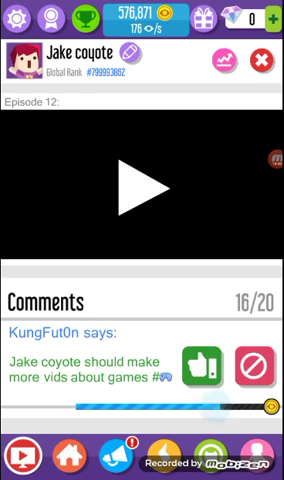 576,871
176 /s
0
Jake coyote
Global Rank #799993862
Episode 12:
Comments 16/20
KungFut0n says:
Jake coyote should make
more vids about games #
Recorded by mobizen